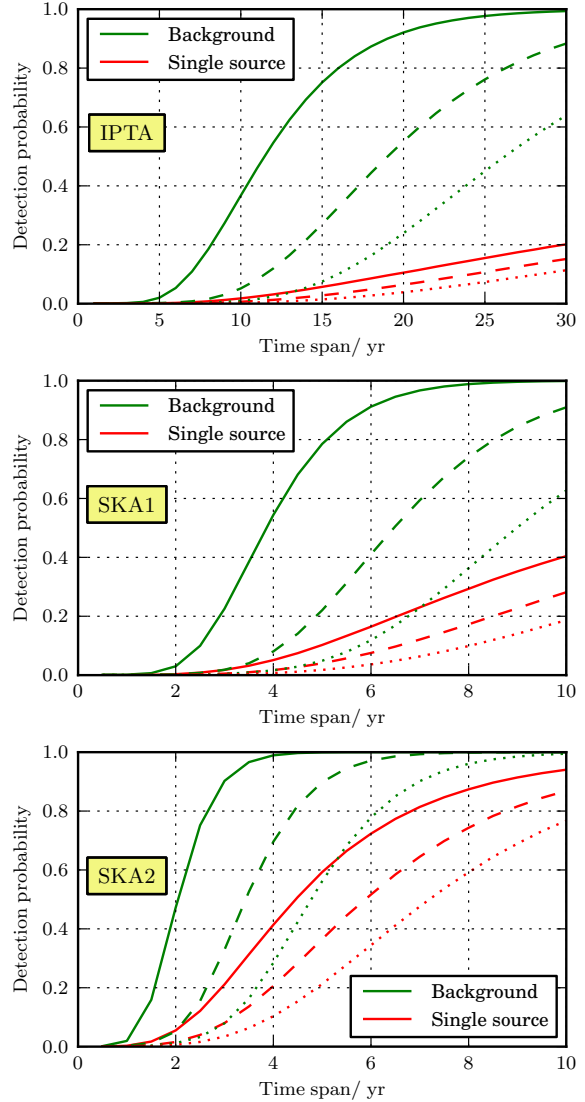 1.0
Background
Single source
0.8
IPTA
0.6
Detection probability
0.4
0.2
0.0
0 5 10 15 20 25 30
Time span/ yr
1.0
Background
Single source
0.8
SKA1
0.6
Detection probability
0.4
0.2
0.0
0 2 4 6 8 10
Time span/ yr
1.0
0.8
SKA2
0.6
Detection probability
0.4
0.2
Background
Single source
0.0
0 2 4 6 8 10
Time span/ yr